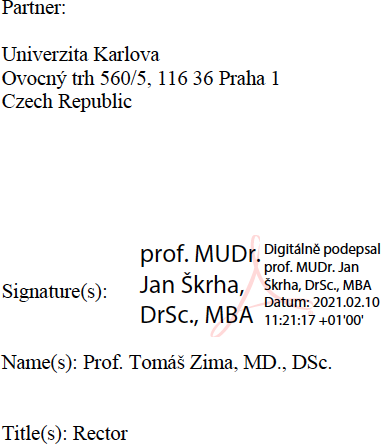 Partner:
Univerzita Karlova
Ovocný trh 560/5, 116 36 Praha 1
Czech Republic
Signature(s):
prof. MUDr.
Jan Škrha,
DrSc., MBA
Digitálně podepsal
prof. MUDr. Jan
Škrha, DrSc., MBA
Datum: 2021.02.10
11:21:17 +01'00'
Name(s): Prof. Tomáš Zima, MD., DSc.
Title(s): Rector